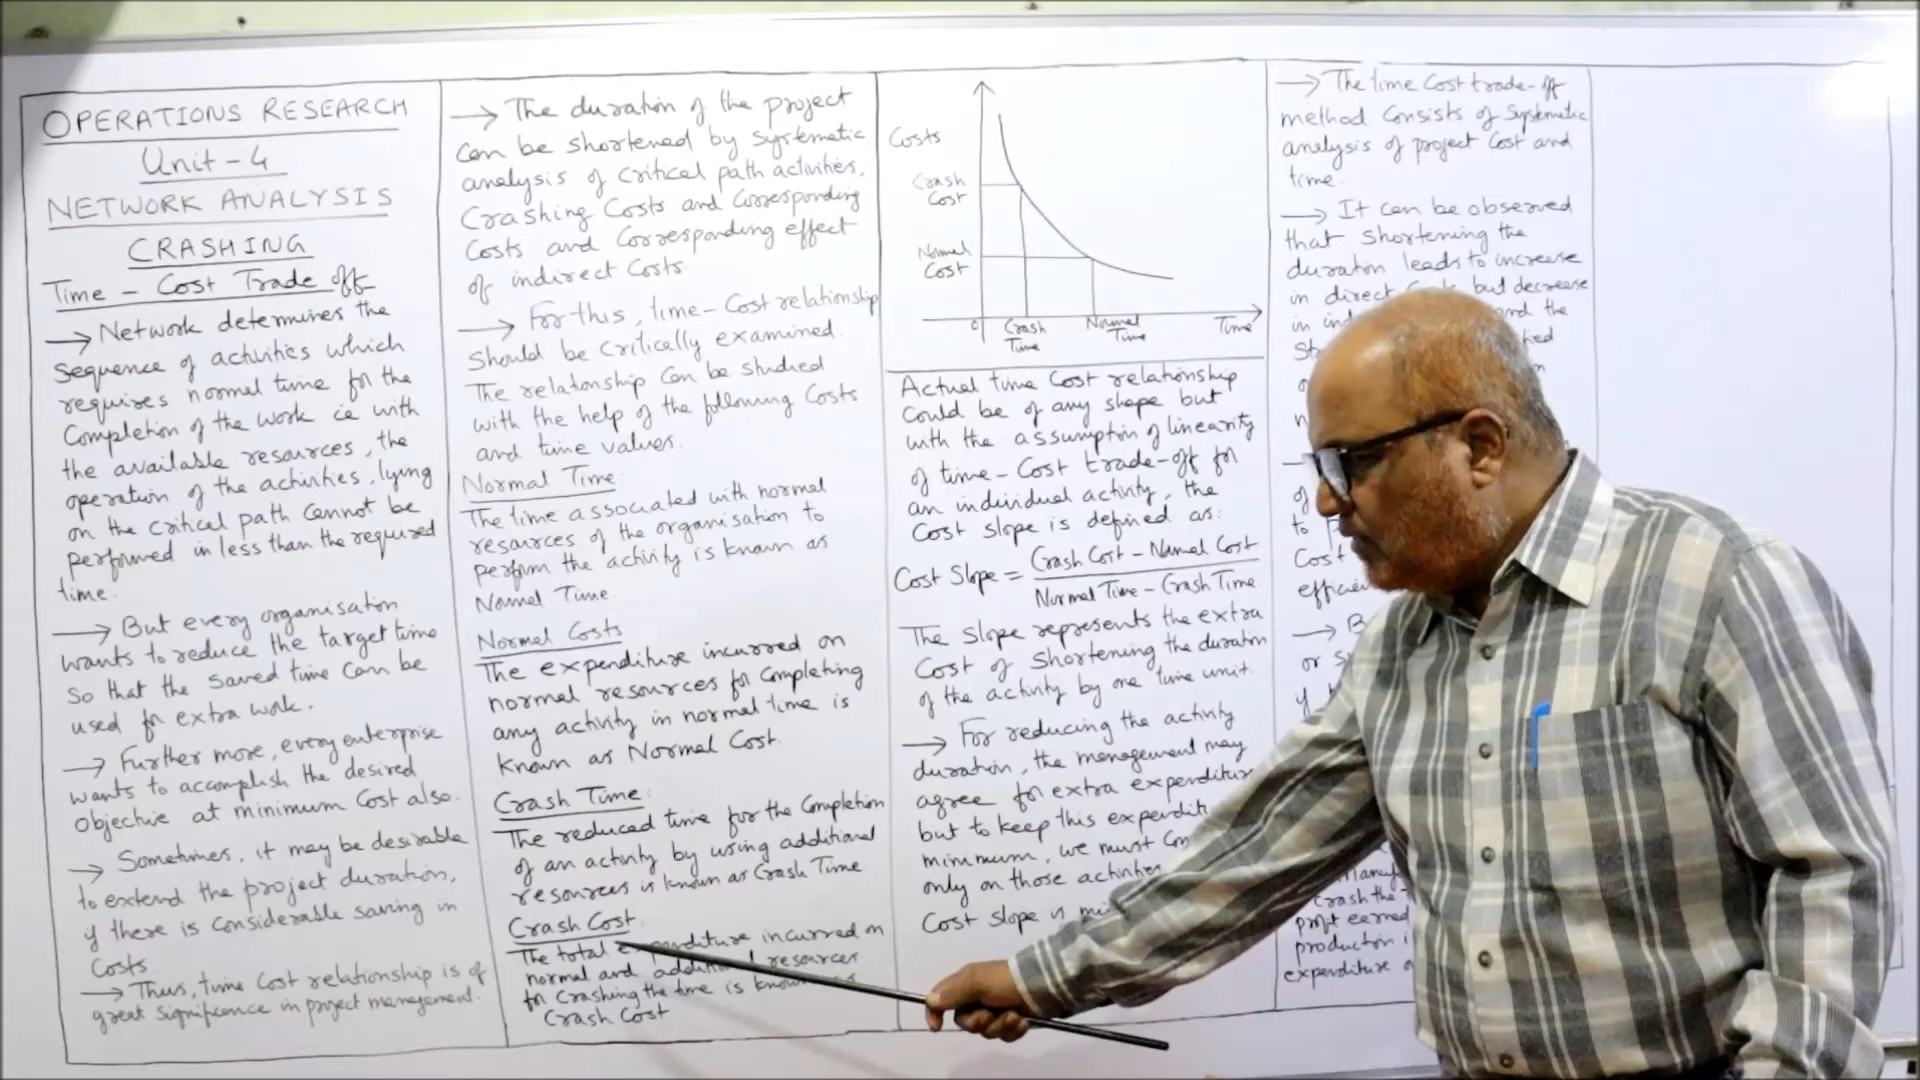 OPERATIONS RESEARCH
Unit-4
NETWORK ANALYSIS
CRASHING
Time - Cost Trade off
→ Network determines the
sequence of activities which
requires normal time for the
Completion of the work ie with
the available resources, the
operation of the activities, lying
on the critical path cannot be
performed in less than the required
time.
→ But every organisation
wants to reduce the target time
so that the saved time can be
used for extra work.
→ Further more, every enterprise
wants to accomplish the desired
objective at minimum Cost also.
→ Sometimes, it may be desirable
to extend the project duration,
if there is considerable saving in
Costs
→ Thus, time Cost relationship is of
great significance in project management.
→ The duration of the project
can be shortened by systematic
analysis of critical path activities,
Crashing Costs and Corresponding
Costs and Corresponding effect
of indirect Costs
→ For this, time-Cost relationship
should be critically examined.
The relationship can be studied
with the help of the following Costs
and time values.
Normal Time:
The time associated with normal
resources of the organisation to
perform the activity is known as
Normal Time.
Normal Costs
The expenditure incurred on
normal resources for Completing
any activity in normal time is
known as Normal Cost.
Crash Time:
The reduced time for the Completion
of an activity by using additional
resources is known as Crash Time
Crash Cost:
The total expenditure incurred on
normal and additional resources
for Crashing the time is known as
Crash Cost
Costs
Crash
Cost
Normal
Cost
0
Crash
Time
Normal
Time
Time
Actual time Cost relationship
Could be of any shape but
with the assumption of linearity
of time-Cost trade-off for
an individual activity, the
Cost slope is defined as:
Cost Slope = Crash Cost - Normal Cost
Normal Time - Crash Time
The Slope represents the extra
Cost of Shortening the duration
of the activity by one time unit.
→ For reducing the activity
duration, the management may
agree for extra expenditure
but to keep this
minimum, we must
only on those activities
Cost slope is
→ The time Cost trade-off
method Consists of Systematic
analysis of project Cost and
time.
→ It can be observed
that shortening the
duration leads to increase
in direct but decrease
in and the
of
to
Cost
→
or
crash the
profit earned
production
expenditure